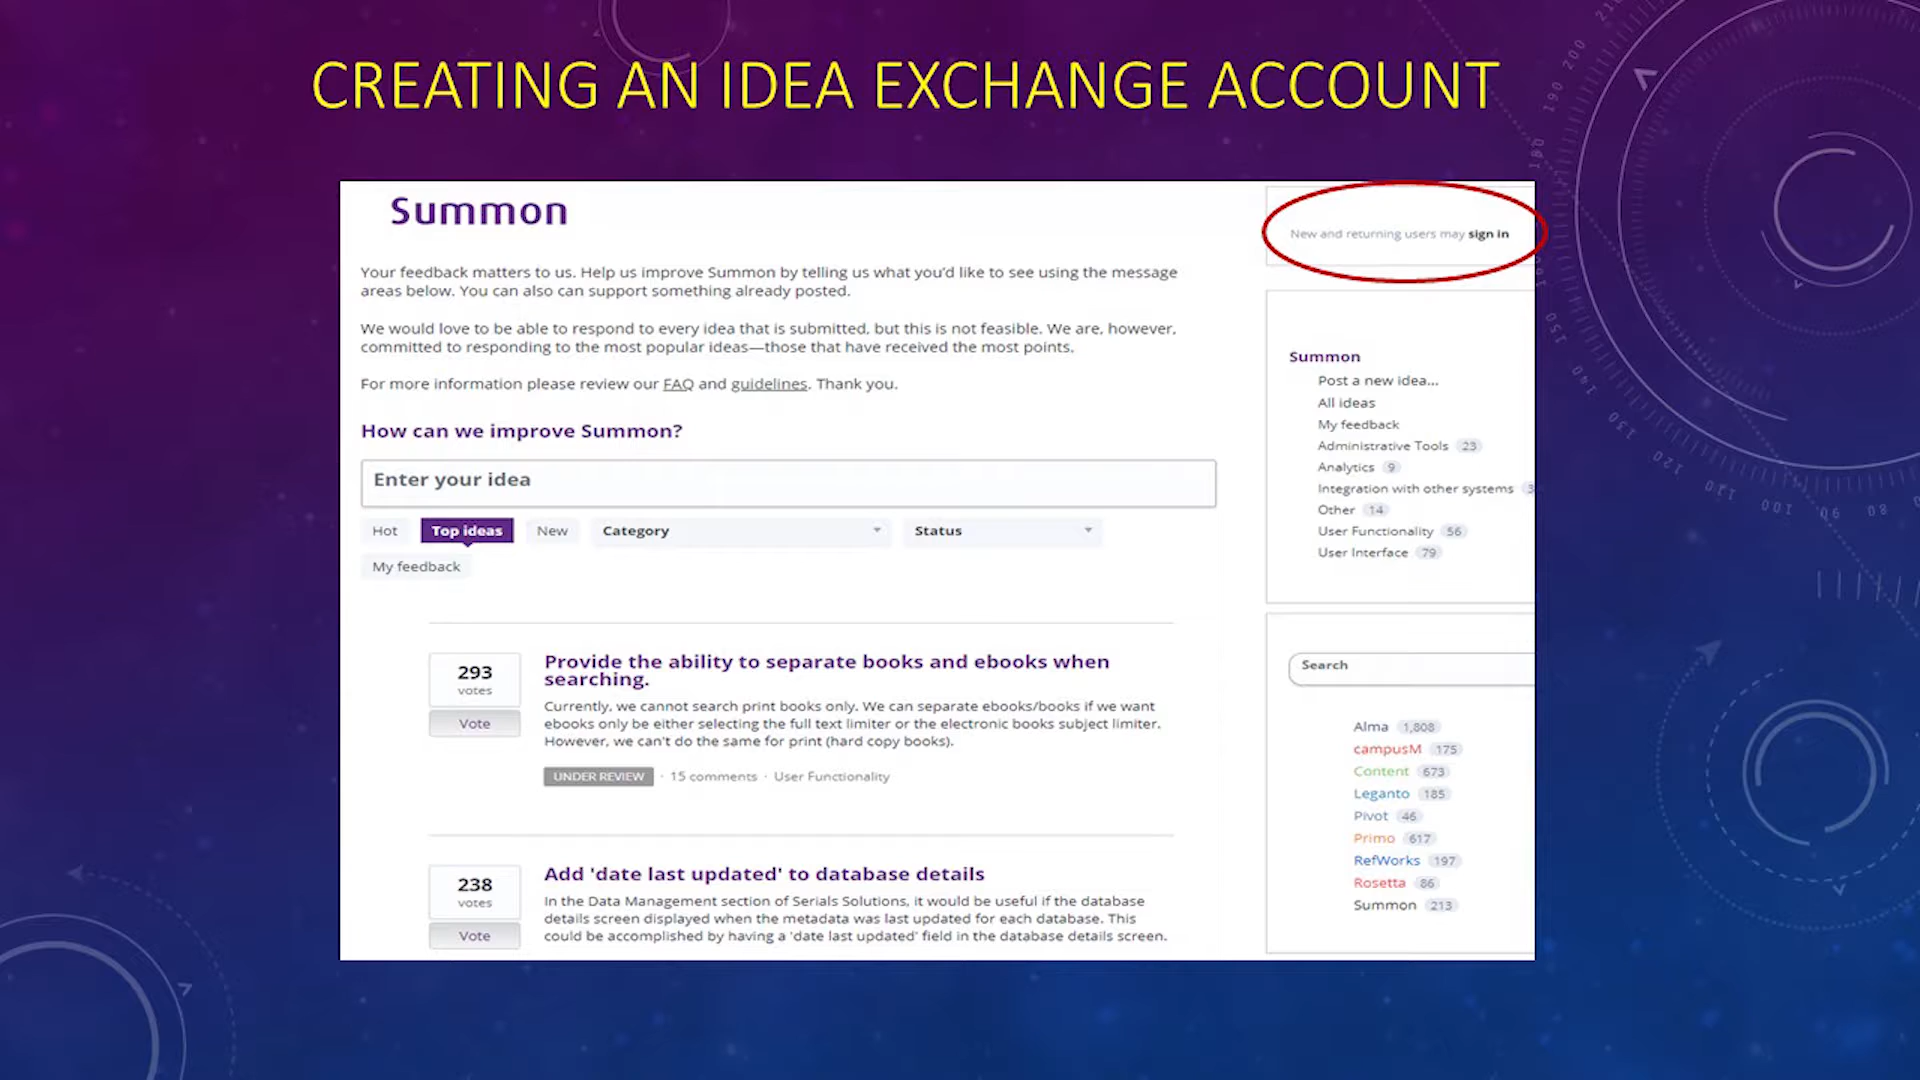 CREATING AN IDEA EXCHANGE ACCOUNT
Summon
Your feedback matters to us. Help us improve Summon by telling us what you'd like to see using the message
areas below. You can also can support something already posted.
We would love to be able to respond to every idea that is submitted, but this is not feasible. We are, however,
committed to responding to the most popular ideas—those that have received the most points.
For more information please review our FAQ and guidelines. Thank you.
How can we improve Summon?
Enter your idea
Hot Top ideas New Category Status
My feedback
293
votes
Vote
Provide the ability to separate books and ebooks when
searching.
Currently, we cannot search print books only. We can separate ebooks/books if we want
ebooks only be either selecting the full text limiter or the electronic books subject limiter.
However, we can't do the same for print (hard copy books).
UNDER REVIEW · 15 comments · User Functionality
238
votes
Vote
Add 'date last updated' to database details
In the Data Management section of Serials Solutions, it would be useful if the database
details screen displayed when the metadata was last updated for each database. This
could be accomplished by having a 'date last updated' field in the database details screen.
New and returning users may sign in
Summon
Post a new idea...
All ideas
My feedback
Administrative Tools 23
Analytics 9
Integration with other systems
Other 14
User Functionality 56
User Interface 79
Search
Alma 1,808
campusM 175
Content 673
Leganto 185
Pivot 46
Primo 617
RefWorks 197
Rosetta 86
Summon 213